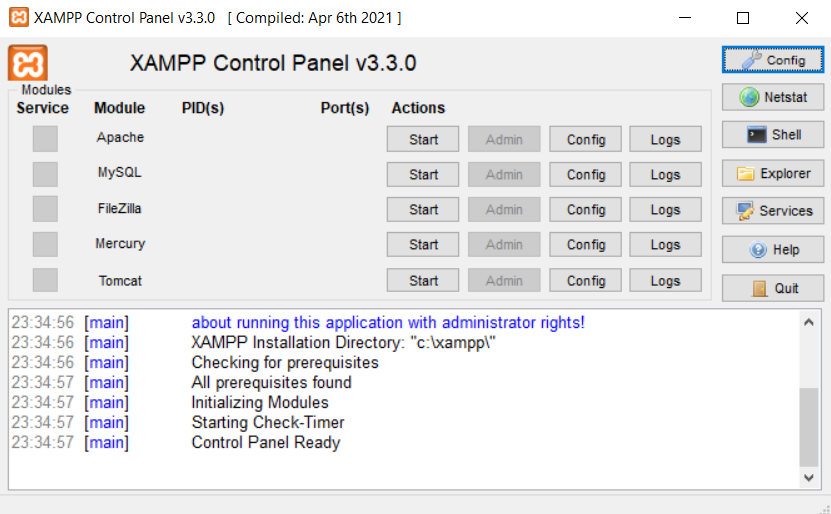 XAMPP Control Panel v3.3.0 [ Compiled: Apr 6th 2021 ]
XAMPP Control Panel v3.3.0
Config
Modules
Service Module PID(s) Port(s) Actions
Netstat
Apache Start Admin Config Logs
Shell
MySQL Start Admin Config Logs
Explorer
FileZilla Start Admin Config Logs
Services
Mercury Start Admin Config Logs
Help
Tomcat Start Admin Config Logs
Quit
23:34:56 [main] about running this application with administrator rights!
23:34:56 [main] XAMPP Installation Directory: "c:\xampp\"
23:34:56 [main] Checking for prerequisites
23:34:57 [main] All prerequisites found
23:34:57 [main] Initializing Modules
23:34:57 [main] Starting Check-Timer
23:34:57 [main] Control Panel Ready